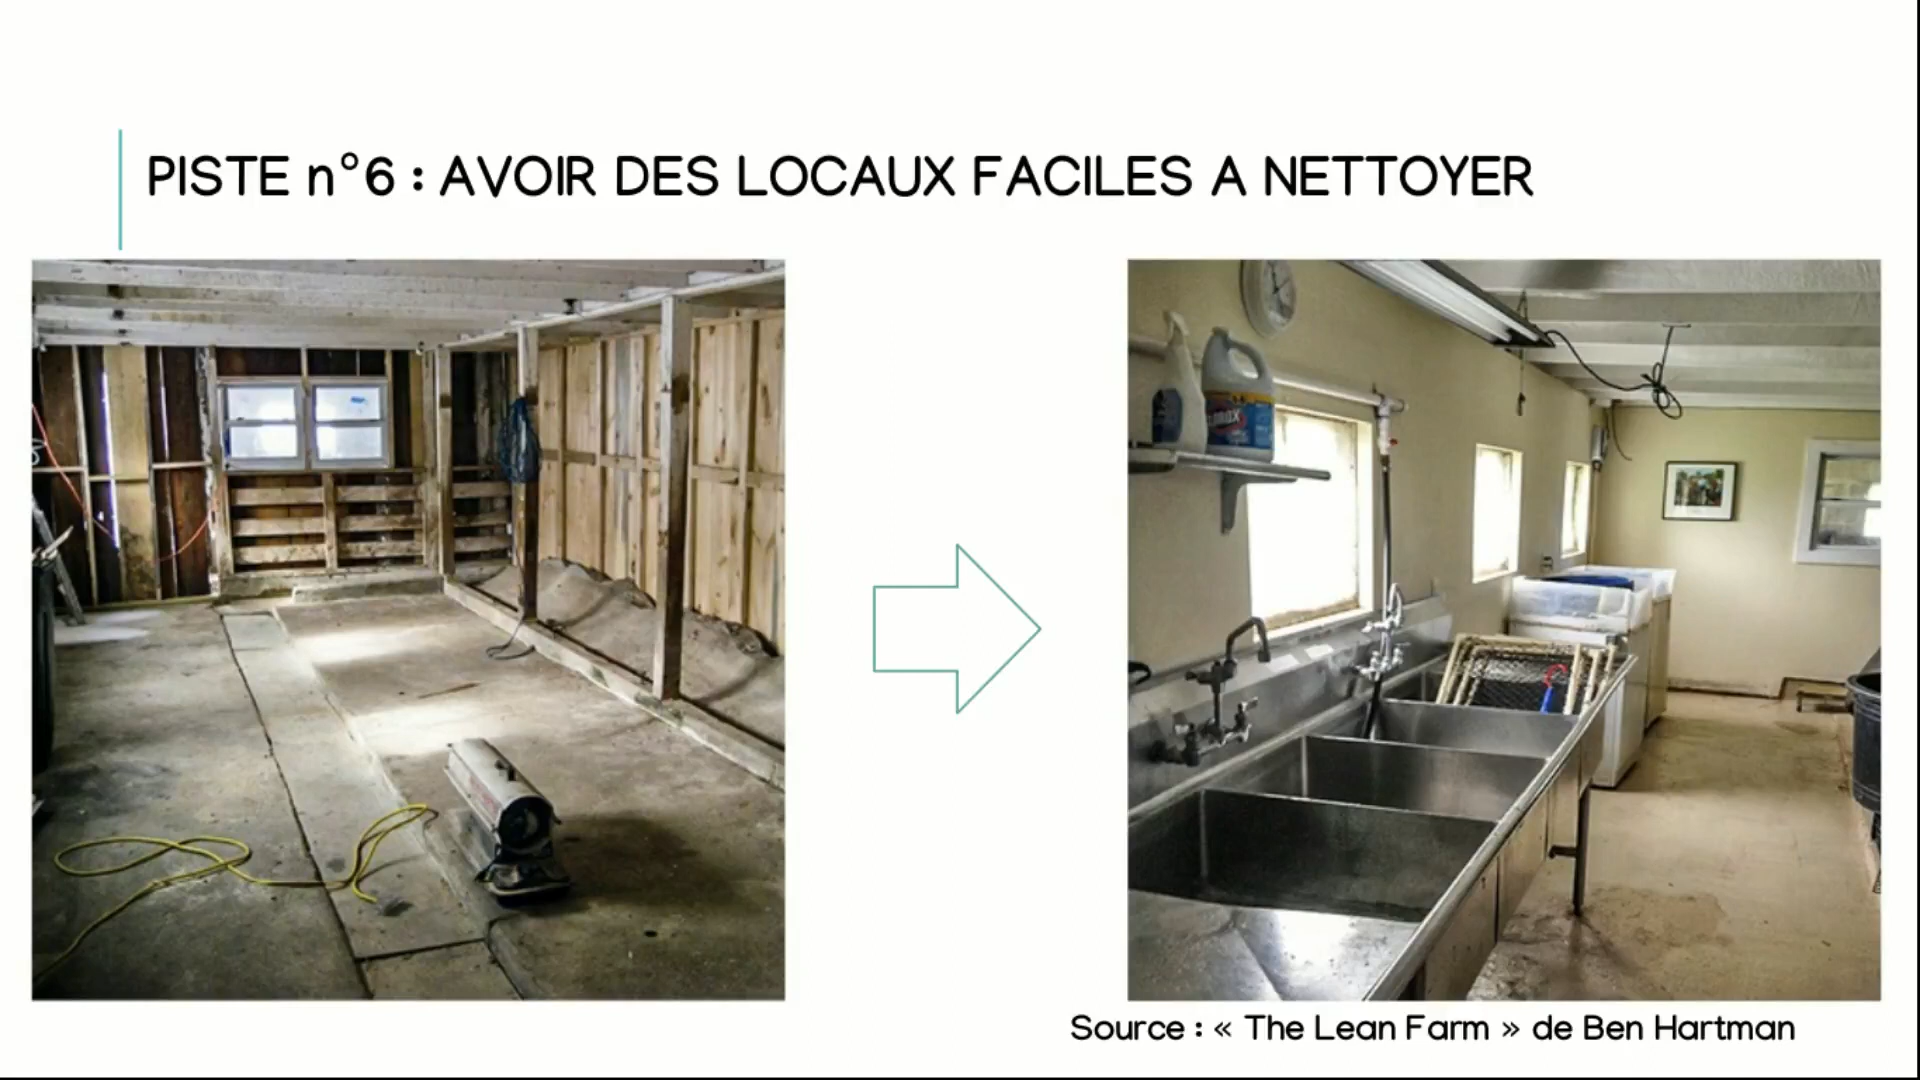 PISTE n°6 : AVOIR DES LOCAUX FACILES A NETTOYER
Source : « The Lean Farm » de Ben Hartman